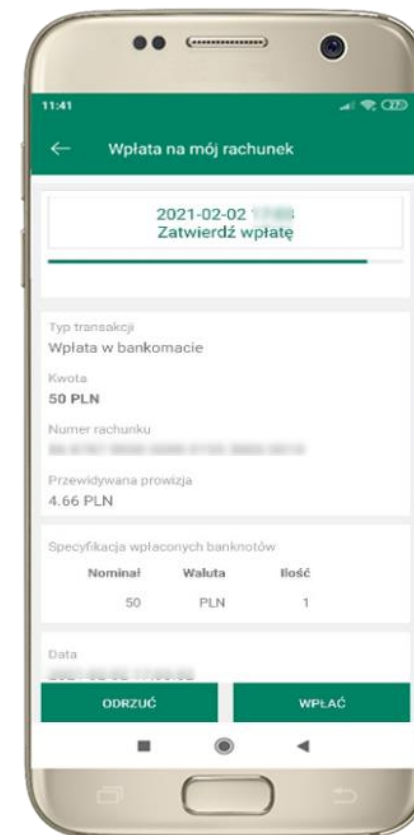 11:41
Wpłata na mój rachunek
2021-02-02
Zatwierdź wpłatę
Typ transakcji
Wpłata w bankomacie
Kwota
50 PLN
Numer rachunku
Przewidywana prowizja
4.66 PLN
Specyfikacja wpłaconych banknotów
Nominał Waluta Ilość
50 PLN 1
Data
ODRZUĆ WPŁAĆ